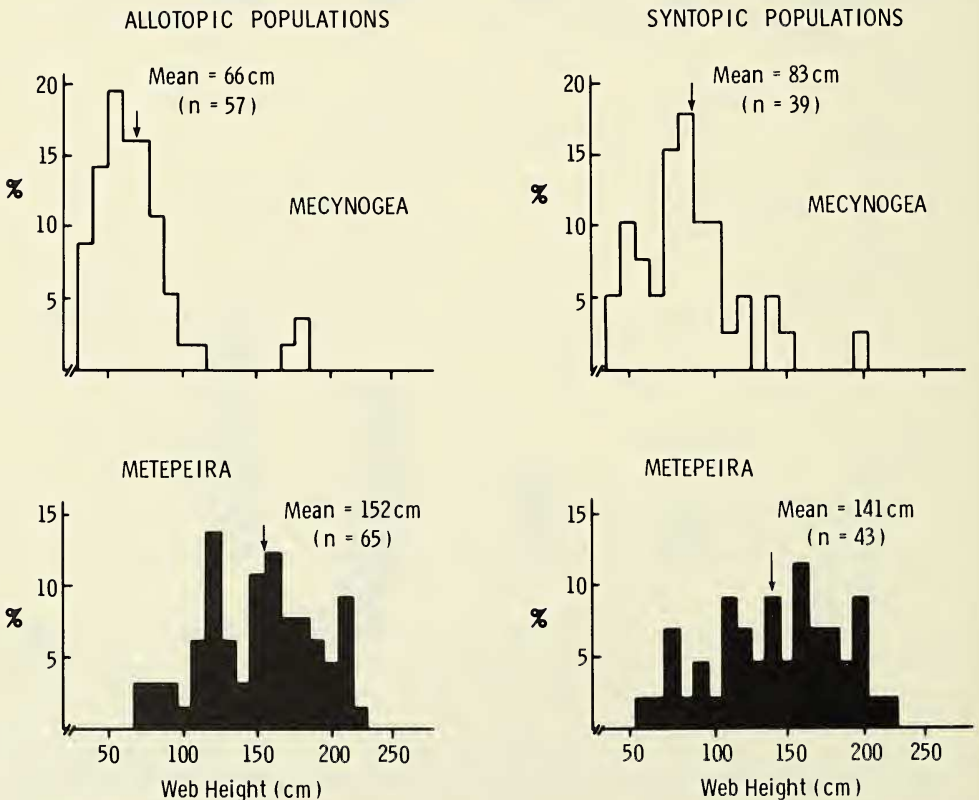 ALLOTOPIC POPULATIONS
SYNTOPIC POPULATIONS
Mean = 66 cm
(n = 57)
MECYNOGEA
20
15
10
5
%
Mean = 83 cm
(n = 39)
MECYNOGEA
20
15
10
5
%
METEPEIRA
Mean = 152 cm
(n = 65)
15
10
5
%
50 100 150 200 250
Web Height (cm)
METEPEIRA
Mean = 141 cm
(n = 43)
15
10
5
%
50 100 150 200 250
Web Height (cm)